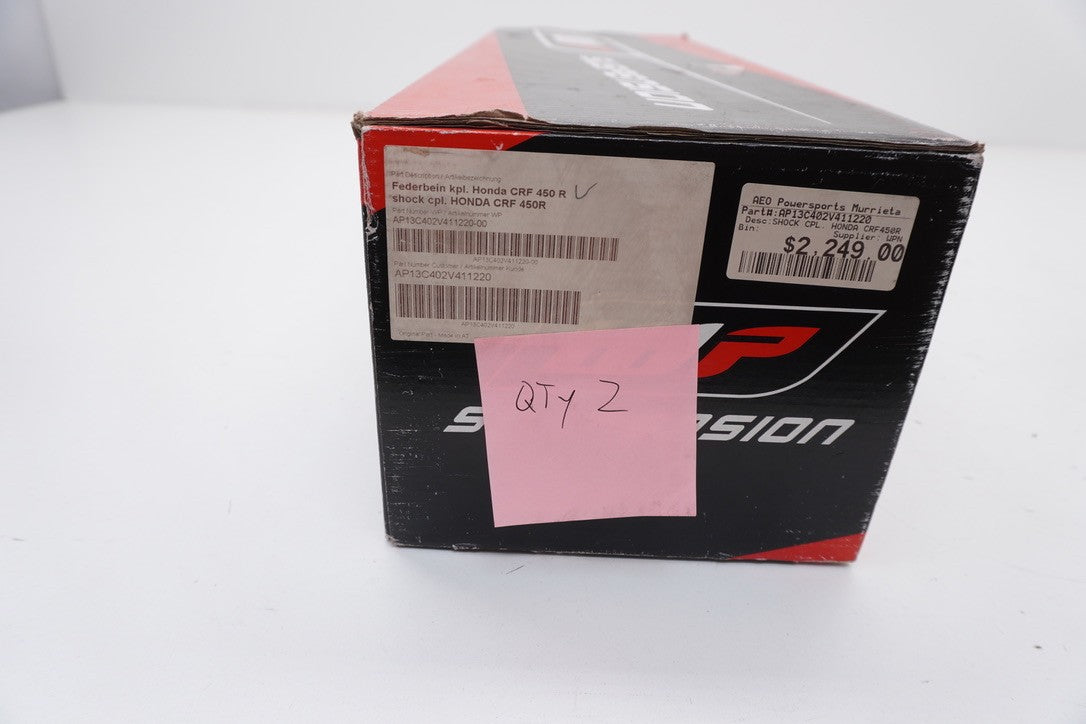 SUSPENSION
Part Description / Artikelbezeichnung
Federbein kpl. Honda CRF 450 R
shock cpl. HONDA CRF 450R
Part Number WP / Artikelnummer WP
AP13C402V411220-00
AP13C402V411220-00
Part Number Customer / Artikelnummer Kunde
AP13C402V411220
AP13C402V411220
Original Part - Made in AT
AEO Powersports Murrieta
Part#:AP13C402V411220
Desc:SHOCK CPL. HONDA CRF450R
Bin: Supplier: WPN
$2,249.00
QTy 2